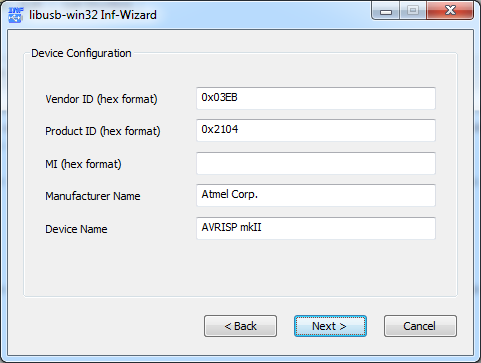 libusb-win32 Inf-Wizard
Device Configuration
Vendor ID (hex format) 0x03EB
Product ID (hex format) 0x2104
MI (hex format)
Manufacturer Name Atmel Corp.
Device Name AVRISP mkII
< Back Next > Cancel